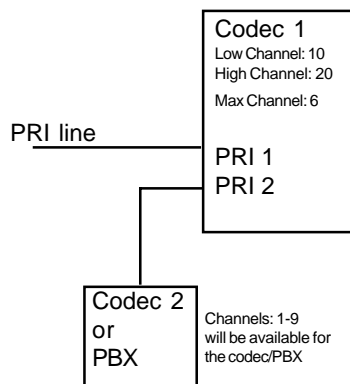 Codec 1
Low Channel: 10
High Channel: 20
Max Channel: 6
PRI line
PRI 1
PRI 2
Codec 2
or
PBX
Channels: 1-9
will be available for
the codec/PBX